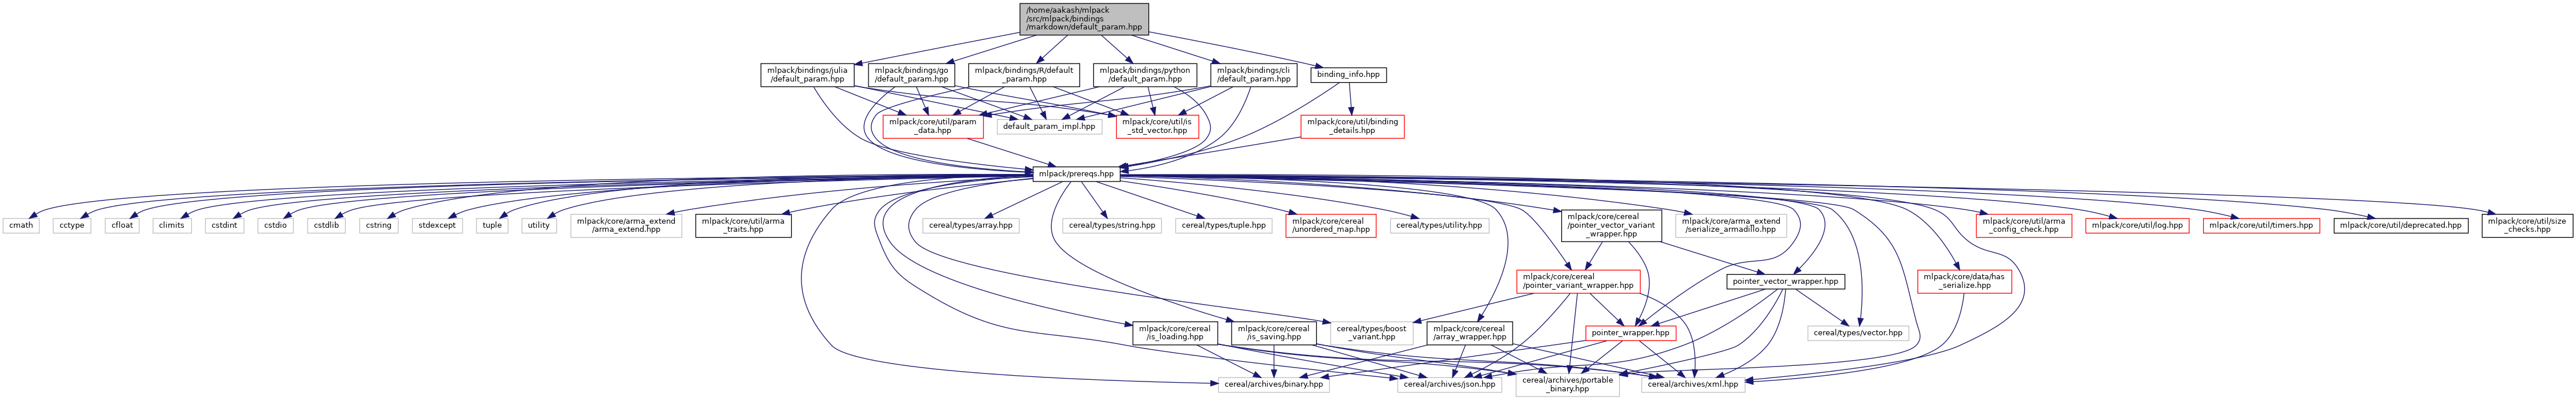 /home/aakash/mlpack
/src/mlpack/bindings
/markdown/default_param.hpp
mlpack/bindings/julia
/default_param.hpp
mlpack/bindings/go
/default_param.hpp
mlpack/bindings/R/default
_param.hpp
mlpack/bindings/python
/default_param.hpp
mlpack/bindings/cli
/default_param.hpp
binding_info.hpp
mlpack/core/util/param
_data.hpp
default_param_impl.hpp
mlpack/core/util/is
_std_vector.hpp
mlpack/core/util/binding
_details.hpp
mlpack/prereqs.hpp
cmath
cctype
cfloat
climits
cstdint
cstdio
cstdlib
cstring
stdexcept
tuple
utility
mlpack/core/arma_extend
/arma_extend.hpp
mlpack/core/util/arma
_traits.hpp
cereal/types/array.hpp
cereal/types/string.hpp
cereal/types/tuple.hpp
mlpack/core/cereal
/unordered_map.hpp
cereal/types/utility.hpp
mlpack/core/cereal
/pointer_vector_variant
_wrapper.hpp
mlpack/core/arma_extend
/serialize_armadillo.hpp
mlpack/core/util/arma
_config_check.hpp
mlpack/core/util/log.hpp
mlpack/core/util/timers.hpp
mlpack/core/util/deprecated.hpp
mlpack/core/util/size
_checks.hpp
mlpack/core/cereal
/pointer_variant_wrapper.hpp
pointer_vector_wrapper.hpp
mlpack/core/data/has
_serialize.hpp
mlpack/core/cereal
/is_loading.hpp
mlpack/core/cereal
/is_saving.hpp
cereal/types/boost
_variant.hpp
mlpack/core/cereal
/array_wrapper.hpp
pointer_wrapper.hpp
cereal/types/vector.hpp
cereal/archives/binary.hpp
cereal/archives/json.hpp
cereal/archives/portable
_binary.hpp
cereal/archives/xml.hpp